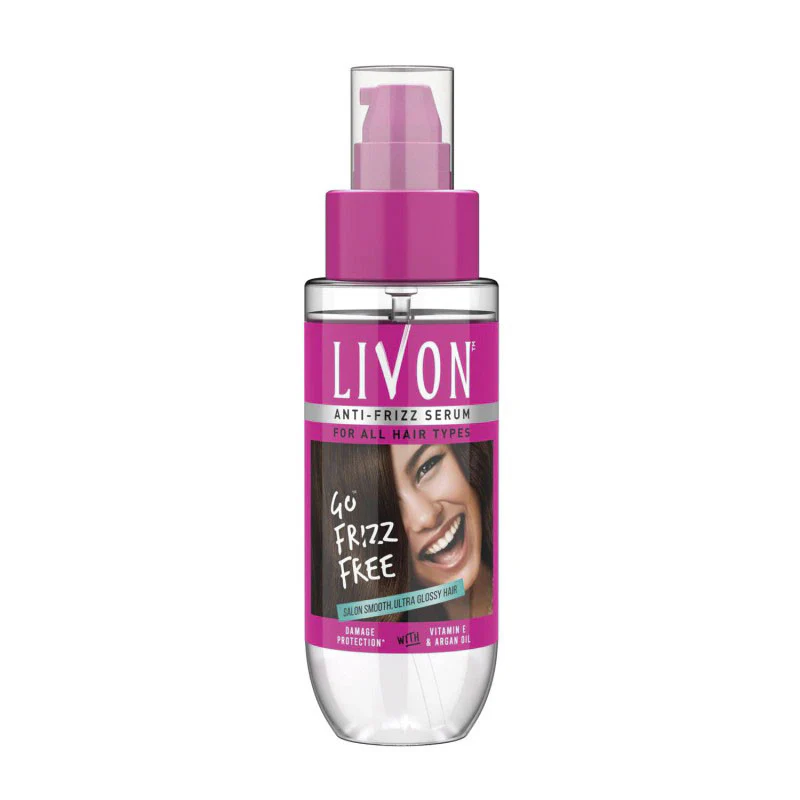 LIVON™
ANTI-FRIZZ SERUM
FOR ALL HAIR TYPES
GO
FRIZZ
FREE
SALON SMOOTH, ULTRA GLOSSY HAIR
DAMAGE
PROTECTION*
WITH
VITAMIN E
& ARGAN OIL